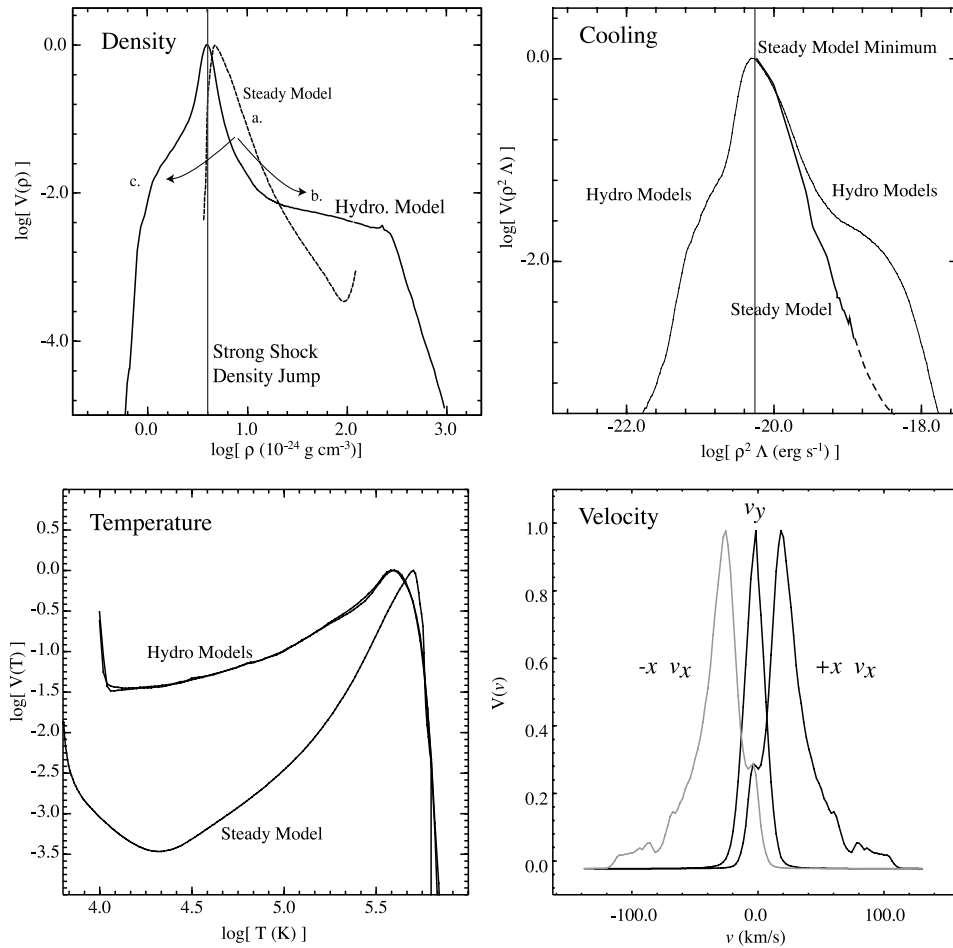 Density
0.0
Steady Model
a.
c.
b.
Hydro. Model
-2.0
-4.0
log[ V(ρ) ]
Strong Shock
Density Jump
0.0 1.0 2.0 3.0
log[ ρ (10-24 g cm-3)]
Cooling
0.0
Steady Model Minimum
Hydro Models
Hydro Models
-2.0
log[ V(ρ2 Λ) ]
Steady Model
-22.0 -20.0 -18.0
log[ ρ2 Λ (erg s-1) ]
Temperature
0.5
0.0
-0.5
-1.0
Hydro Models
-1.5
-2.0
-2.5
-3.0
Steady Model
-3.5
log[ V(T) ]
4.0 4.5 5.0 5.5
log[ T (K) ]
Velocity
vy
1.0
0.8
-x vx
+x vx
0.6
0.4
0.2
0.0
V(v)
-100.0 0.0 100.0
v (km/s)